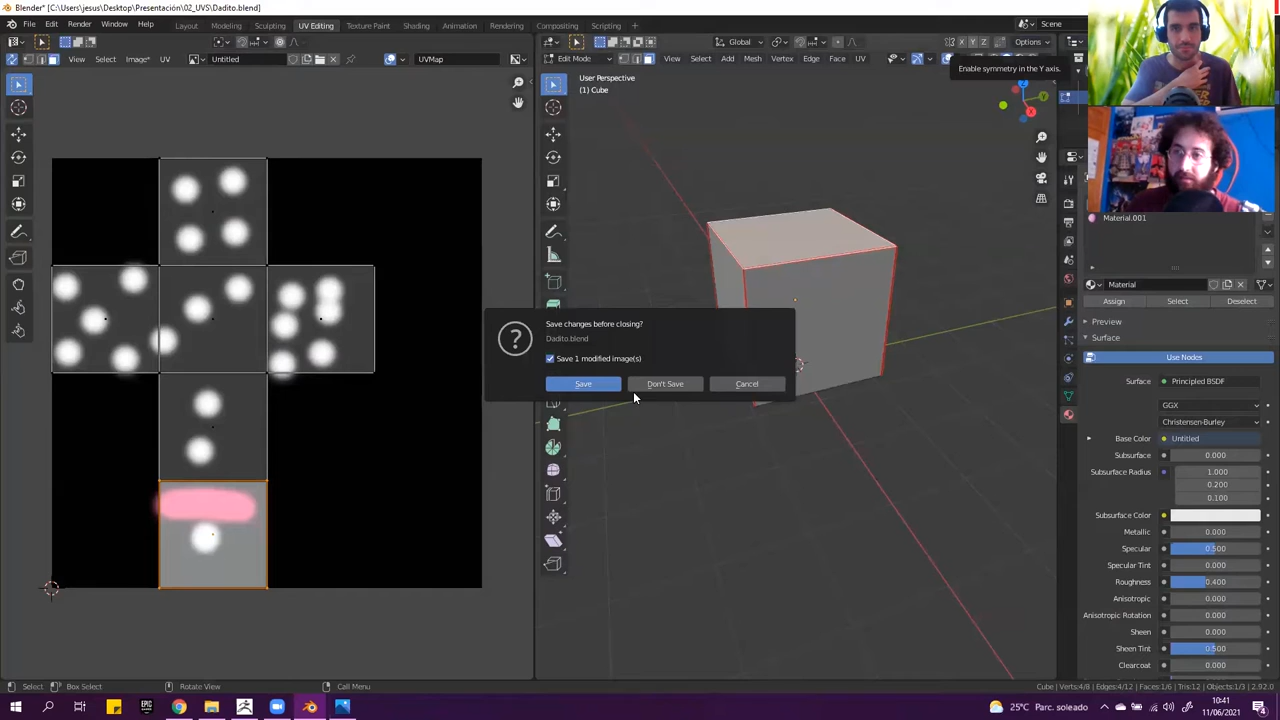 Blender* [C:\Users\jesus\Desktop\Presentación\02_UVS\Dadito.blend]
File Edit Render Window Help
Layout Modeling Sculpting UV Editing Texture Paint Shading Animation Rendering Compositing Scripting
Scene
View Select Image* UV
Untitled
UVMap
Edit Mode
View Select Add Mesh Vertex Edge Face UV
Global
X Y Z
Options
Enable symmetry in the Y axis.
User Perspective
(1) Cube
Save changes before closing?
Dadito.blend
Save 1 modified image(s)
Save Don't Save Cancel
Material.001
Material
Assign Select Deselect
Preview
Surface
Use Nodes
Surface Principled BSDF
GGX
Christensen-Burley
Base Color Untitled
Subsurface 0.000
Subsurface Radius 1.000
0.200
0.100
Subsurface Color
Metallic 0.000
Specular 0.500
Specular Tint 0.000
Roughness 0.400
Anisotropic 0.000
Anisotropic Rotation 0.000
Sheen 0.000
Sheen Tint 0.500
Clearcoat 0.000
Select Box Select Rotate View Call Menu
Cube | Verts:4/8 | Edges:4/12 | Faces:1/6 | Tris:12 | Objects:1/3 | 2.92.0
EPIC
25°C Parc. soleado
10:41
11/06/2021
4